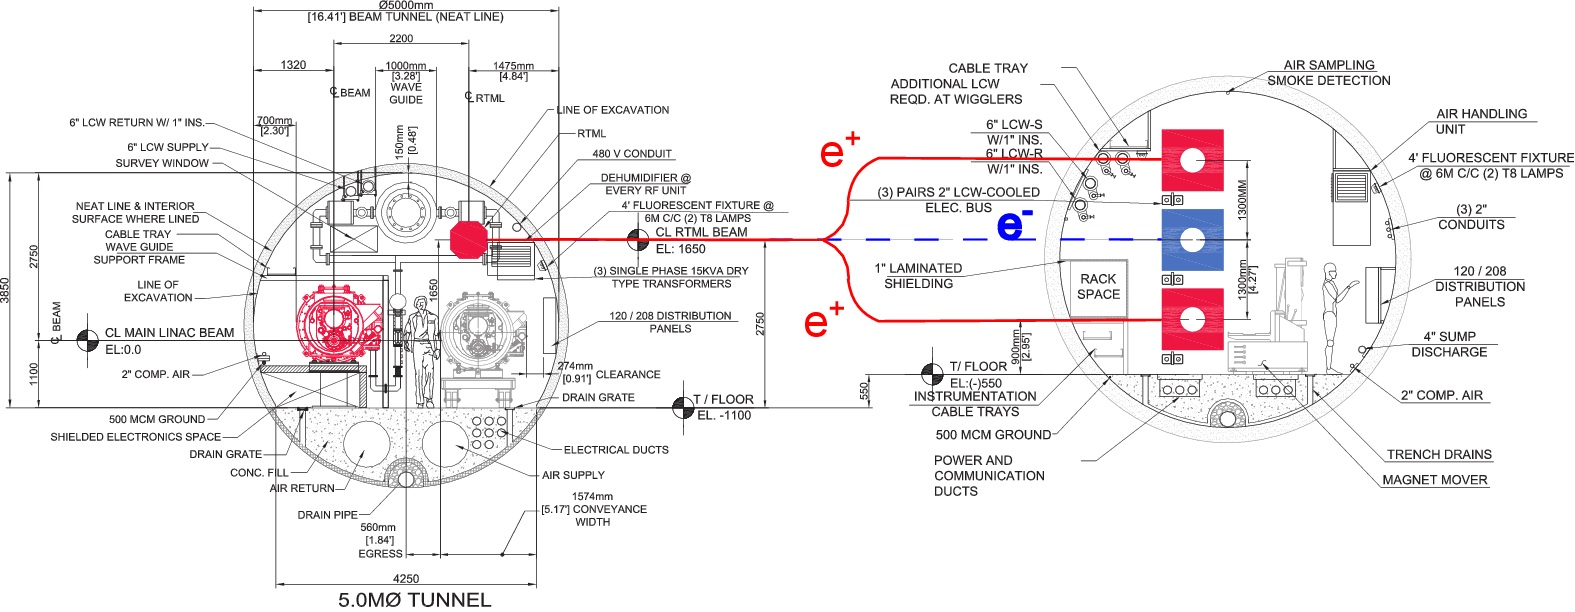 Ø5000mm
[16.41'] BEAM TUNNEL (NEAT LINE)
2200
1320
1000mm
[3.28']
WAVE
GUIDE
1475mm
[4.84']
℄ BEAM
℄ RTML
LINE OF EXCAVATION
700mm
[2.30']
150mm
[0.48']
6" LCW RETURN W/ 1" INS.
RTML
6" LCW SUPPLY
480 V CONDUIT
SURVEY WINDOW
DEHUMIDIFER @
EVERY RF UNIT
NEAT LINE & INTERIOR
SURFACE WHERE LINED
4' FLUORESCENT FIXTURE @
6M C/C (2) T8 LAMPS
CABLE TRAY
CL RTML BEAM
EL: 1650
WAVE GUIDE
SUPPORT FRAME
(3) SINGLE PHASE 15KVA DRY
TYPE TRANSFORMERS
LINE OF
EXCAVATION
3850
2750
1100
℄ BEAM
1650
2750
CL MAIN LINAC BEAM
EL:0.0
120 / 208 DISTRIBUTION
PANELS
2" COMP. AIR
274mm
[0.91'] CLEARANCE
DRAIN GRATE
T / FLOOR
EL. -1100
500 MCM GROUND
SHIELDED ELECTRONICS SPACE
DRAIN GRATE
ELECTRICAL DUCTS
CONC. FILL
AIR SUPPLY
AIR RETURN
1574mm
[5.17'] CONVEYANCE
WIDTH
DRAIN PIPE
560mm
[1.84']
EGRESS
4250
5.0MØ TUNNEL
e+
e-
e+
CABLE TRAY
AIR SAMPLING
SMOKE DETECTION
ADDITIONAL LCW
REQD. AT WIGGLERS
AIR HANDLING
UNIT
6" LCW-S
W/1" INS.
6" LCW-R
W/1" INS.
4' FLUORESCENT FIXTURE
@ 6M C/C (2) T8 LAMPS
(3) PAIRS 2" LCW-COOLED
ELEC. BUS
1300MM
(3) 2"
CONDUITS
1" LAMINATED
SHIELDING
RACK
SPACE
1300mm
[4.27']
120 / 208
DISTRIBUTION
PANELS
900mm
[2.95']
4" SUMP
DISCHARGE
T/ FLOOR
EL:(-)550
550
INSTRUMENTATION
CABLE TRAYS
2" COMP. AIR
500 MCM GROUND
POWER AND
COMMUNICATION
DUCTS
TRENCH DRAINS
MAGNET MOVER